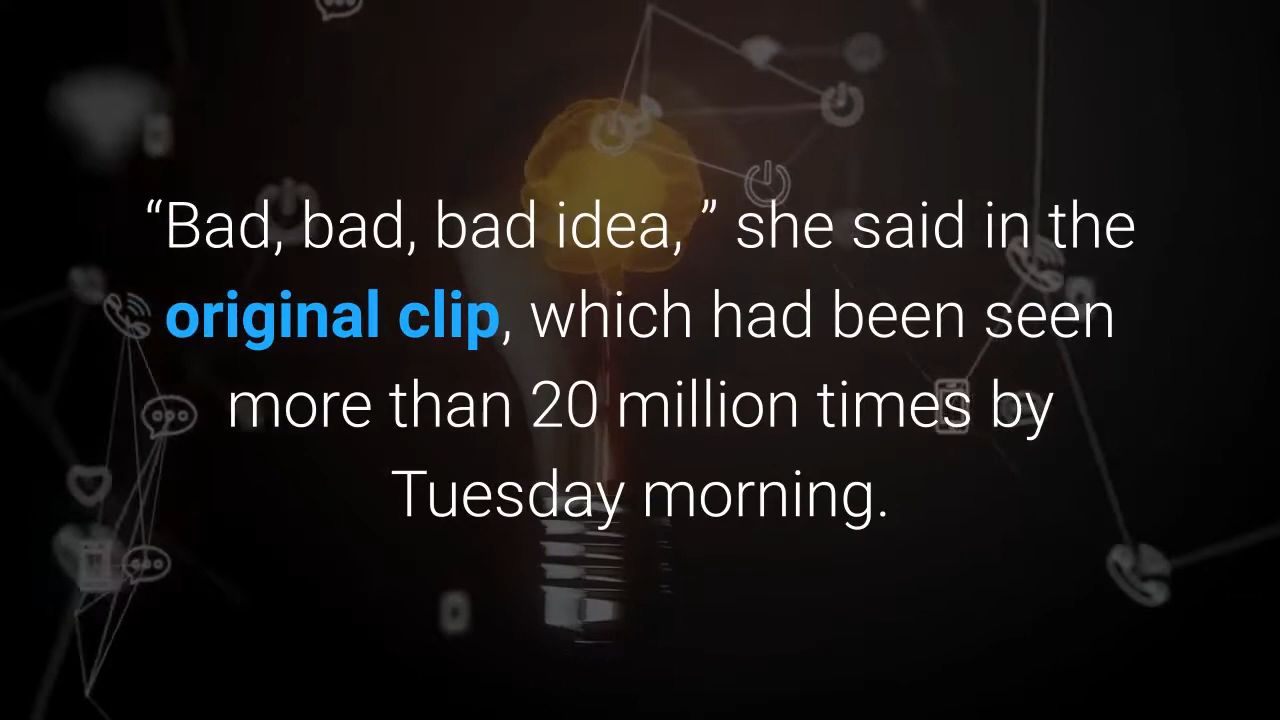 “Bad, bad, bad idea, ” she said in the
original clip, which had been seen
more than 20 million times by
Tuesday morning.